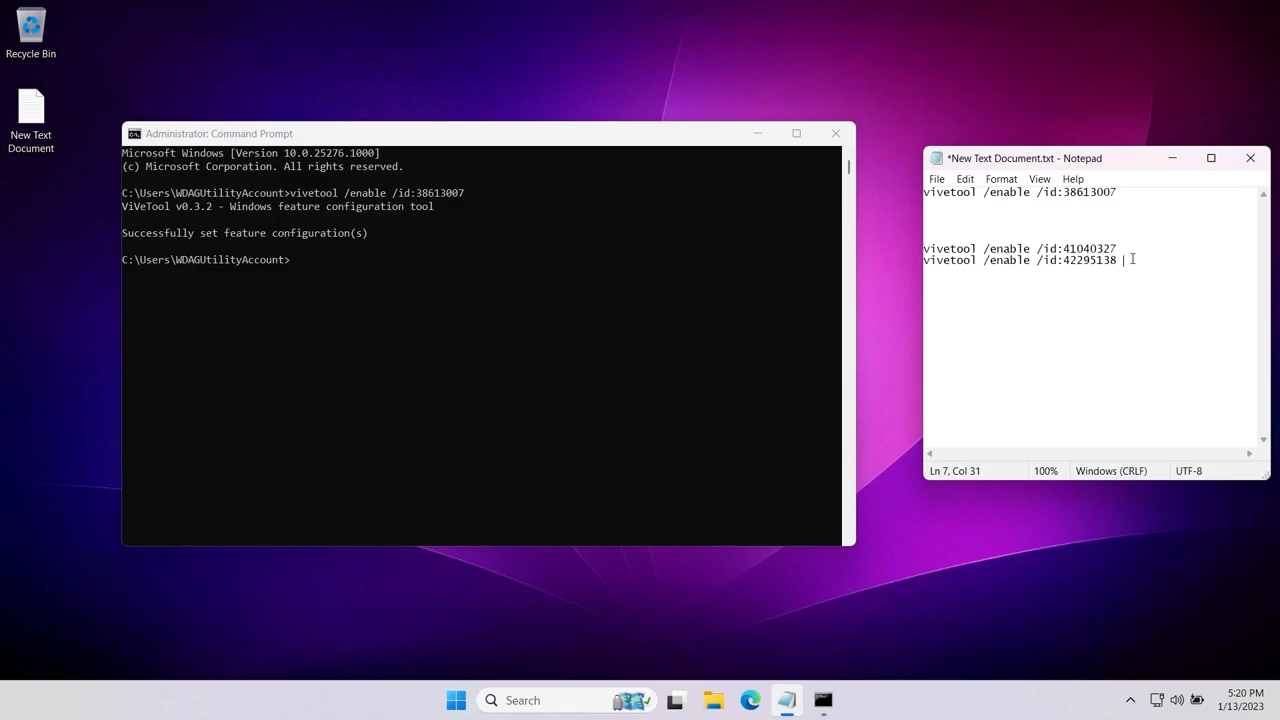 Recycle Bin
New Text
Document
Administrator: Command Prompt
Microsoft Windows [Version 10.0.25276.1000]
(c) Microsoft Corporation. All rights reserved.
C:\Users\WDAGUtilityAccount>vivetool /enable /id:38613007
ViVeTool v0.3.2 - Windows feature configuration tool
Successfully set feature configuration(s)
C:\Users\WDAGUtilityAccount>
*New Text Document.txt - Notepad
File Edit Format View Help
vivetool /enable /id:38613007
vivetool /enable /id:41040327
vivetool /enable /id:42295138
Ln 7, Col 31 100% Windows (CRLF) UTF-8
Search
5:20 PM
1/13/2023